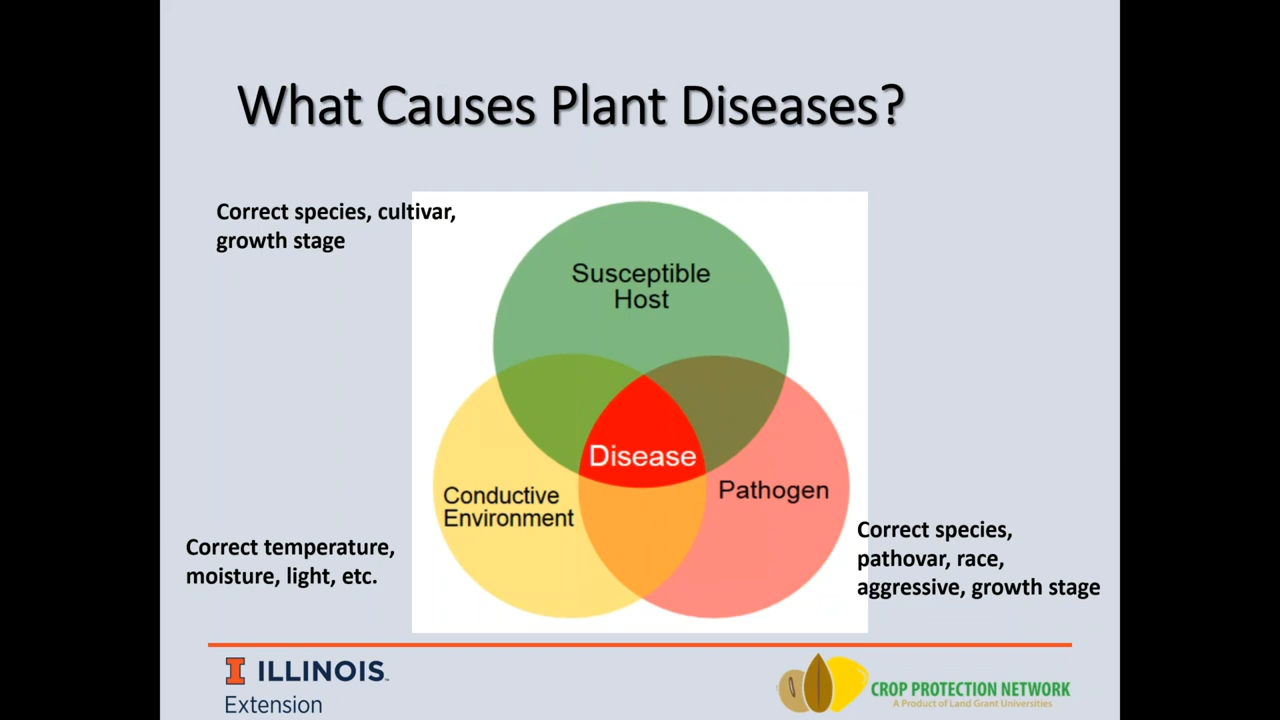 What Causes Plant Diseases?
Correct species, cultivar,
growth stage
Susceptible
Host
Disease
Conductive
Environment
Pathogen
Correct temperature,
moisture, light, etc.
Correct species,
pathovar, race,
aggressive, growth stage
ILLINOIS
Extension
CROP PROTECTION NETWORK
A Product of Land Grant Universities